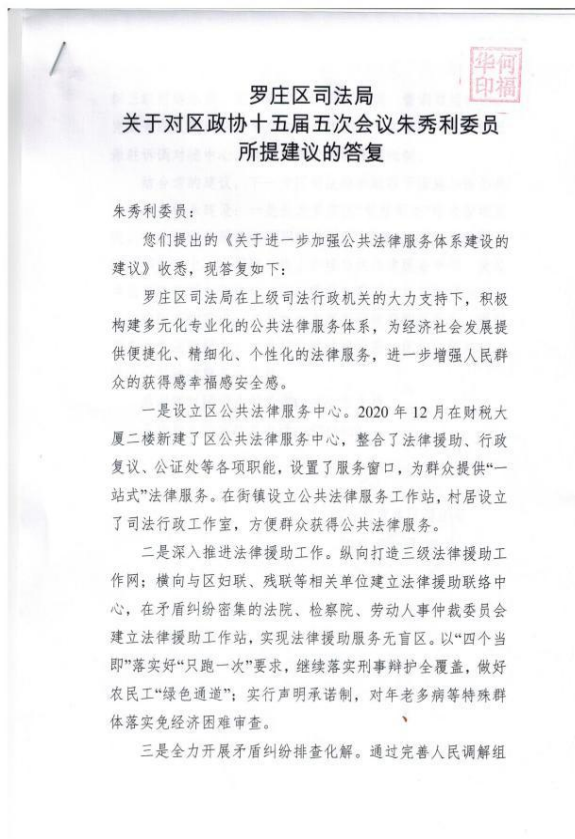 何福
华印
罗庄区司法局
关于对区政协十五届五次会议朱秀利委员
所提建议的答复
朱秀利委员：
您们提出的《关于进一步加强公共法律服务体系建设的
建议》收悉，现答复如下：
罗庄区司法局在上级司法行政机关的大力支持下，积极
构建多元化专业化的公共法律服务体系，为经济社会发展提
供便捷化、精细化、个性化的法律服务，进一步增强人民群
众的获得感幸福感安全感。
一是设立区公共法律服务中心。2020 年 12 月在财税大
厦二楼新建了区公共法律服务中心，整合了法律援助、行政
复议、公证处等各项职能，设置了服务窗口，为群众提供“一
站式”法律服务。在街镇设立公共法律服务工作站，村居设立
了司法行政工作室，方便群众获得公共法律服务。
二是深入推进法律援助工作。纵向打造三级法律援助工
作网；横向与区妇联、残联等相关单位建立法律援助联络中
心，在矛盾纠纷密集的法院、检察院、劳动人事仲裁委员会
建立法律援助工作站，实现法律援助服务无盲区。以“四个当
即”落实好“只跑一次”要求，继续落实刑事辩护全覆盖，做好
农民工“绿色通道”；实行声明承诺制，对年老多病等特殊群
体落实免经济困难审查。
三是全力开展矛盾纠纷排查化解。通过完善人民调解组